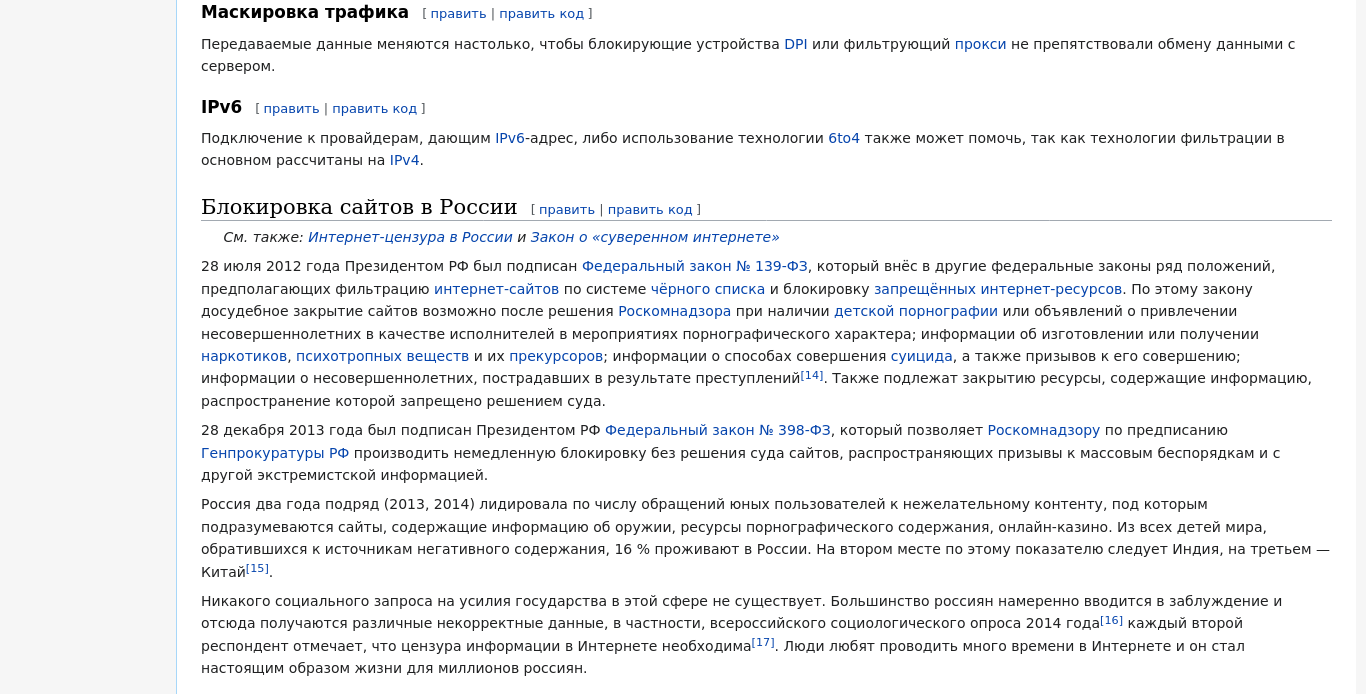 Маскировка трафика [ править | править код ]
Передаваемые данные меняются настолько, чтобы блокирующие устройства DPI или фильтрующий прокси не препятствовали обмену данными с
сервером.
IPv6 [ править | править код ]
Подключение к провайдерам, дающим IPv6-адрес, либо использование технологии 6to4 также может помочь, так как технологии фильтрации в
основном рассчитаны на IPv4.
Блокировка сайтов в России [ править | править код ]
См. также: Интернет-цензура в России и Закон о «суверенном интернете»
28 июля 2012 года Президентом РФ был подписан Федеральный закон № 139-ФЗ, который внёс в другие федеральные законы ряд положений,
предполагающих фильтрацию интернет-сайтов по системе чёрного списка и блокировку запрещённых интернет-ресурсов. По этому закону
досудебное закрытие сайтов возможно после решения Роскомнадзора при наличии детской порнографии или объявлений о привлечении
несовершеннолетних в качестве исполнителей в мероприятиях порнографического характера; информации об изготовлении или получении
наркотиков, психотропных веществ и их прекурсоров; информации о способах совершения суицида, а также призывов к его совершению;
информации о несовершеннолетних, пострадавших в результате преступлений[14]. Также подлежат закрытию ресурсы, содержащие информацию,
распространение которой запрещено решением суда.
28 декабря 2013 года был подписан Президентом РФ Федеральный закон № 398-ФЗ, который позволяет Роскомнадзору по предписанию
Генпрокуратуры РФ производить немедленную блокировку без решения суда сайтов, распространяющих призывы к массовым беспорядкам и с
другой экстремистской информацией.
Россия два года подряд (2013, 2014) лидировала по числу обращений юных пользователей к нежелательному контенту, под которым
подразумеваются сайты, содержащие информацию об оружии, ресурсы порнографического содержания, онлайн-казино. Из всех детей мира,
обратившихся к источникам негативного содержания, 16 % проживают в России. На втором месте по этому показателю следует Индия, на третьем —
Китай[15].
Никакого социального запроса на усилия государства в этой сфере не существует. Большинство россиян намеренно вводится в заблуждение и
отсюда получаются различные некорректные данные, в частности, всероссийского социологического опроса 2014 года[16] каждый второй
респондент отмечает, что цензура информации в Интернете необходима[17]. Люди любят проводить много времени в Интернете и он стал
настоящим образом жизни для миллионов россиян.